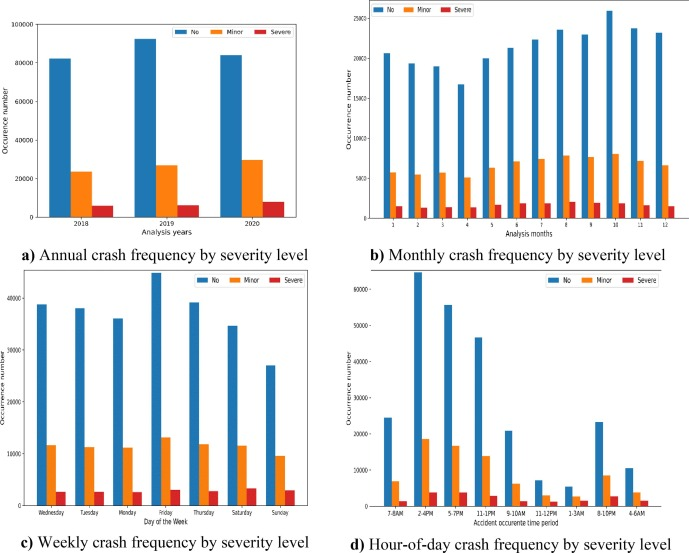 No Minor Severe
100000
80000
60000
40000
20000
0
Occurence number
2018 2019 2020
Analysis years
a) Annual crash frequency by severity level
No Minor Severe
25000
20000
15000
10000
5000
0
Occurrence number
1 2 3 4 5 6 7 8 9 10 11 12
Analysis months
b) Monthly crash frequency by severity level
No Minor Severe
40000
30000
20000
10000
0
Occurrence number
Wednesday Tuesday Monday Friday Thursday Saturday Sunday
Day of the Week
c) Weekly crash frequency by severity level
No Minor Severe
60000
50000
40000
30000
20000
10000
0
Occurrence number
7-8AM 2-4PM 5-7PM 11-1PM 9-10AM 11-12PM 1-3AM 8-10PM 4-6AM
Accident occurente time period
d) Hour-of-day crash frequency by severity level